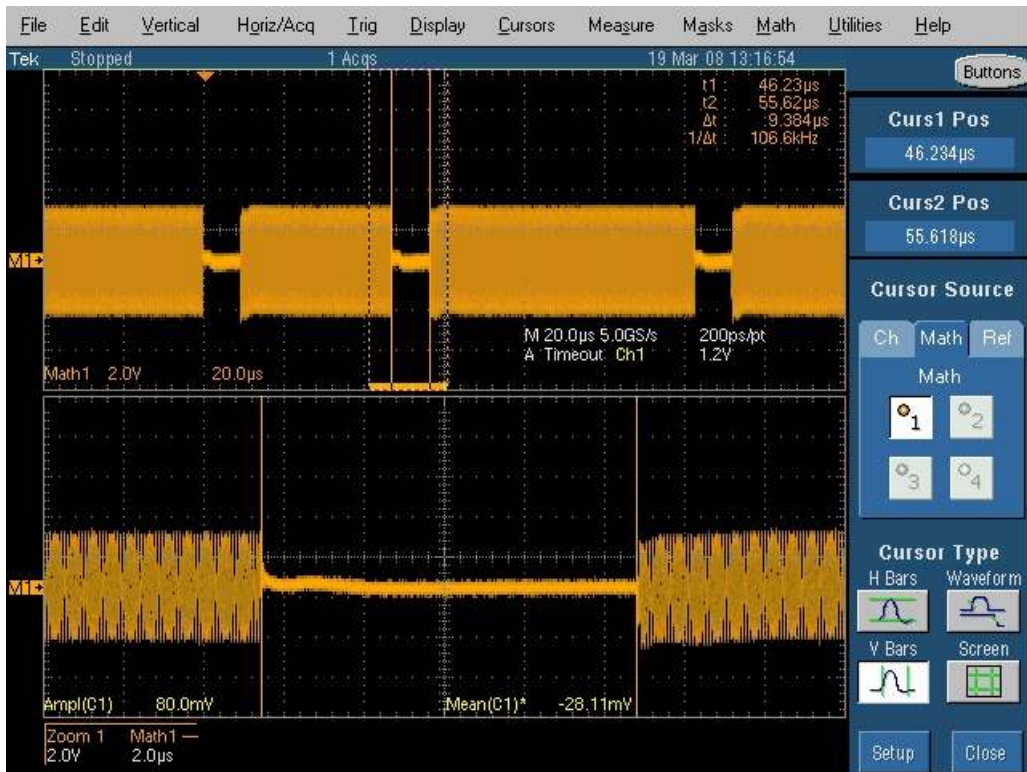 File Edit Vertical Horiz/Acq Trig Display Cursors Measure Masks Math Utilities Help
Tek Stopped 1 Acqs 19 Mar 08 13:16:54
Buttons
t1 : 46.23µs
t2 : 55.62µs
Δt : 9.384µs
1/Δt : 106.6kHz
Curs1 Pos
46.234µs
Curs2 Pos
55.618µs
M1
Cursor Source
Ch Math Ref
Math
1 2
3 4
M 20.0µs 5.0GS/s 200ps/pt
A Timeout Ch1 1.2V
Math1 2.0V 20.0µs
M1
Cursor Type
H Bars Waveform
V Bars Screen
Ampl(C1) 80.0mV Mean(C1)* -28.11mV
Zoom 1 Math1
2.0V 2.0µs
Setup Close